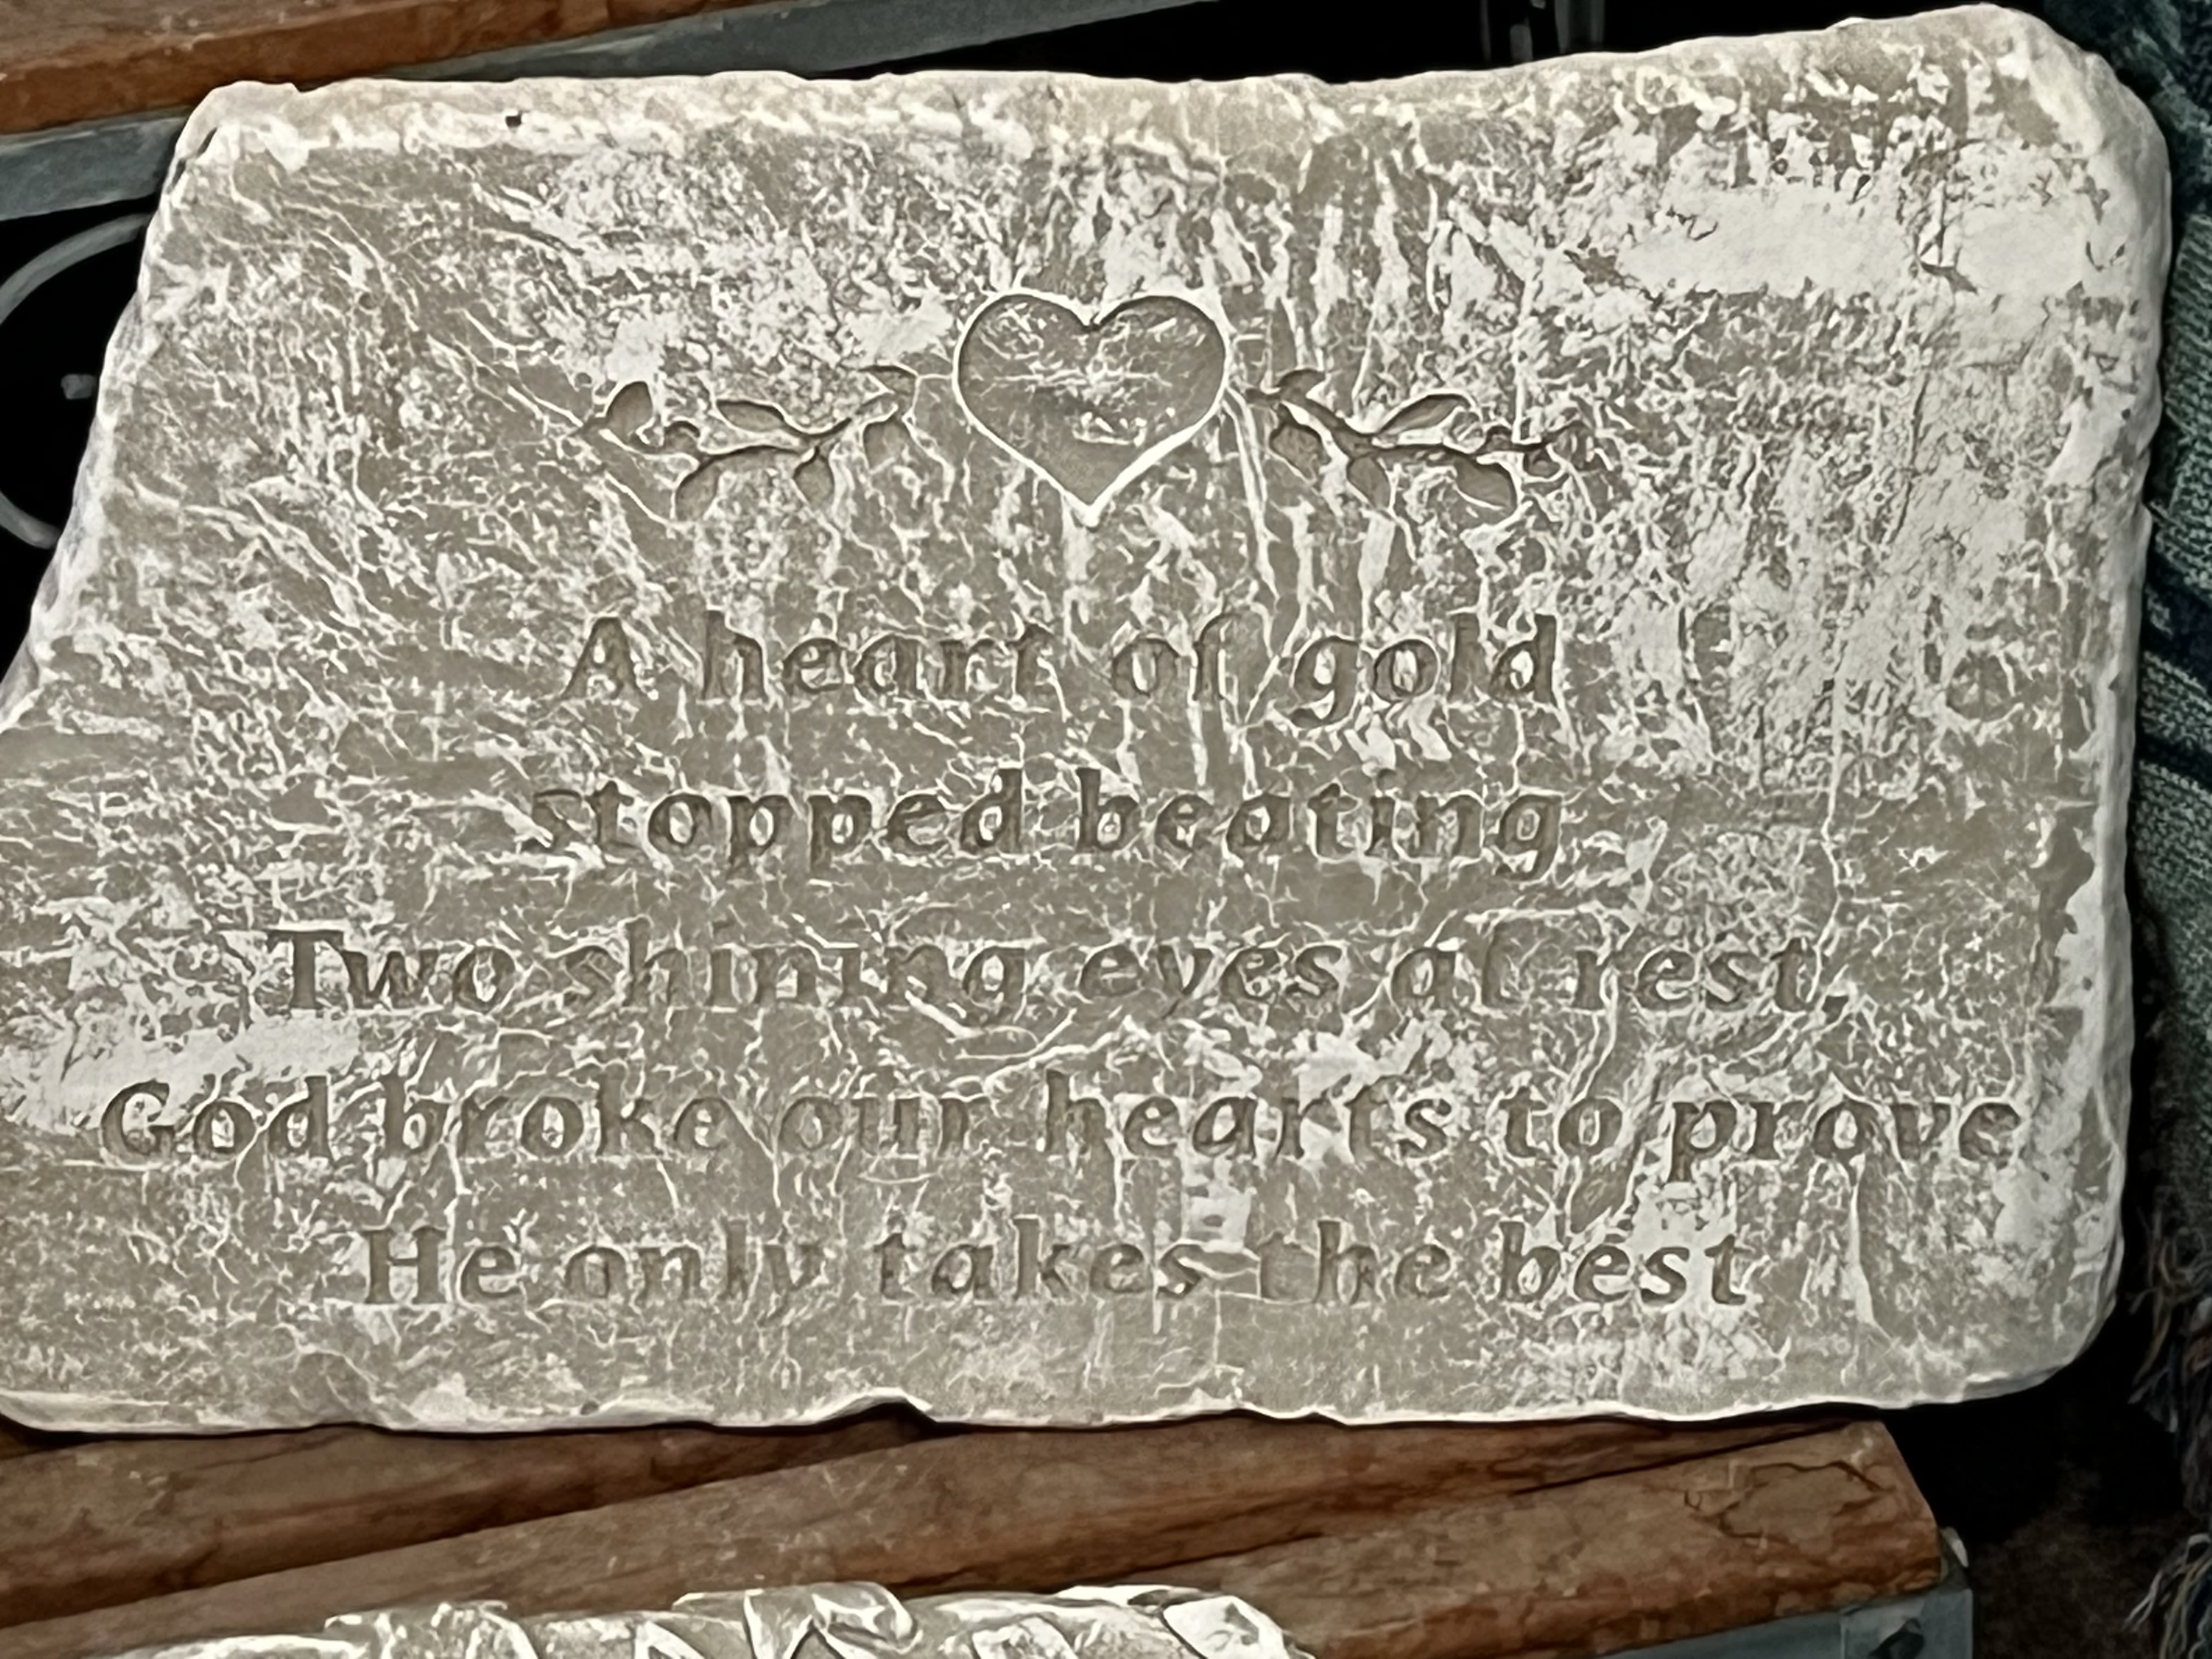 A heart of gold
stopped beating
Two shining eyes at rest,
God broke our hearts to prove
He only takes the best